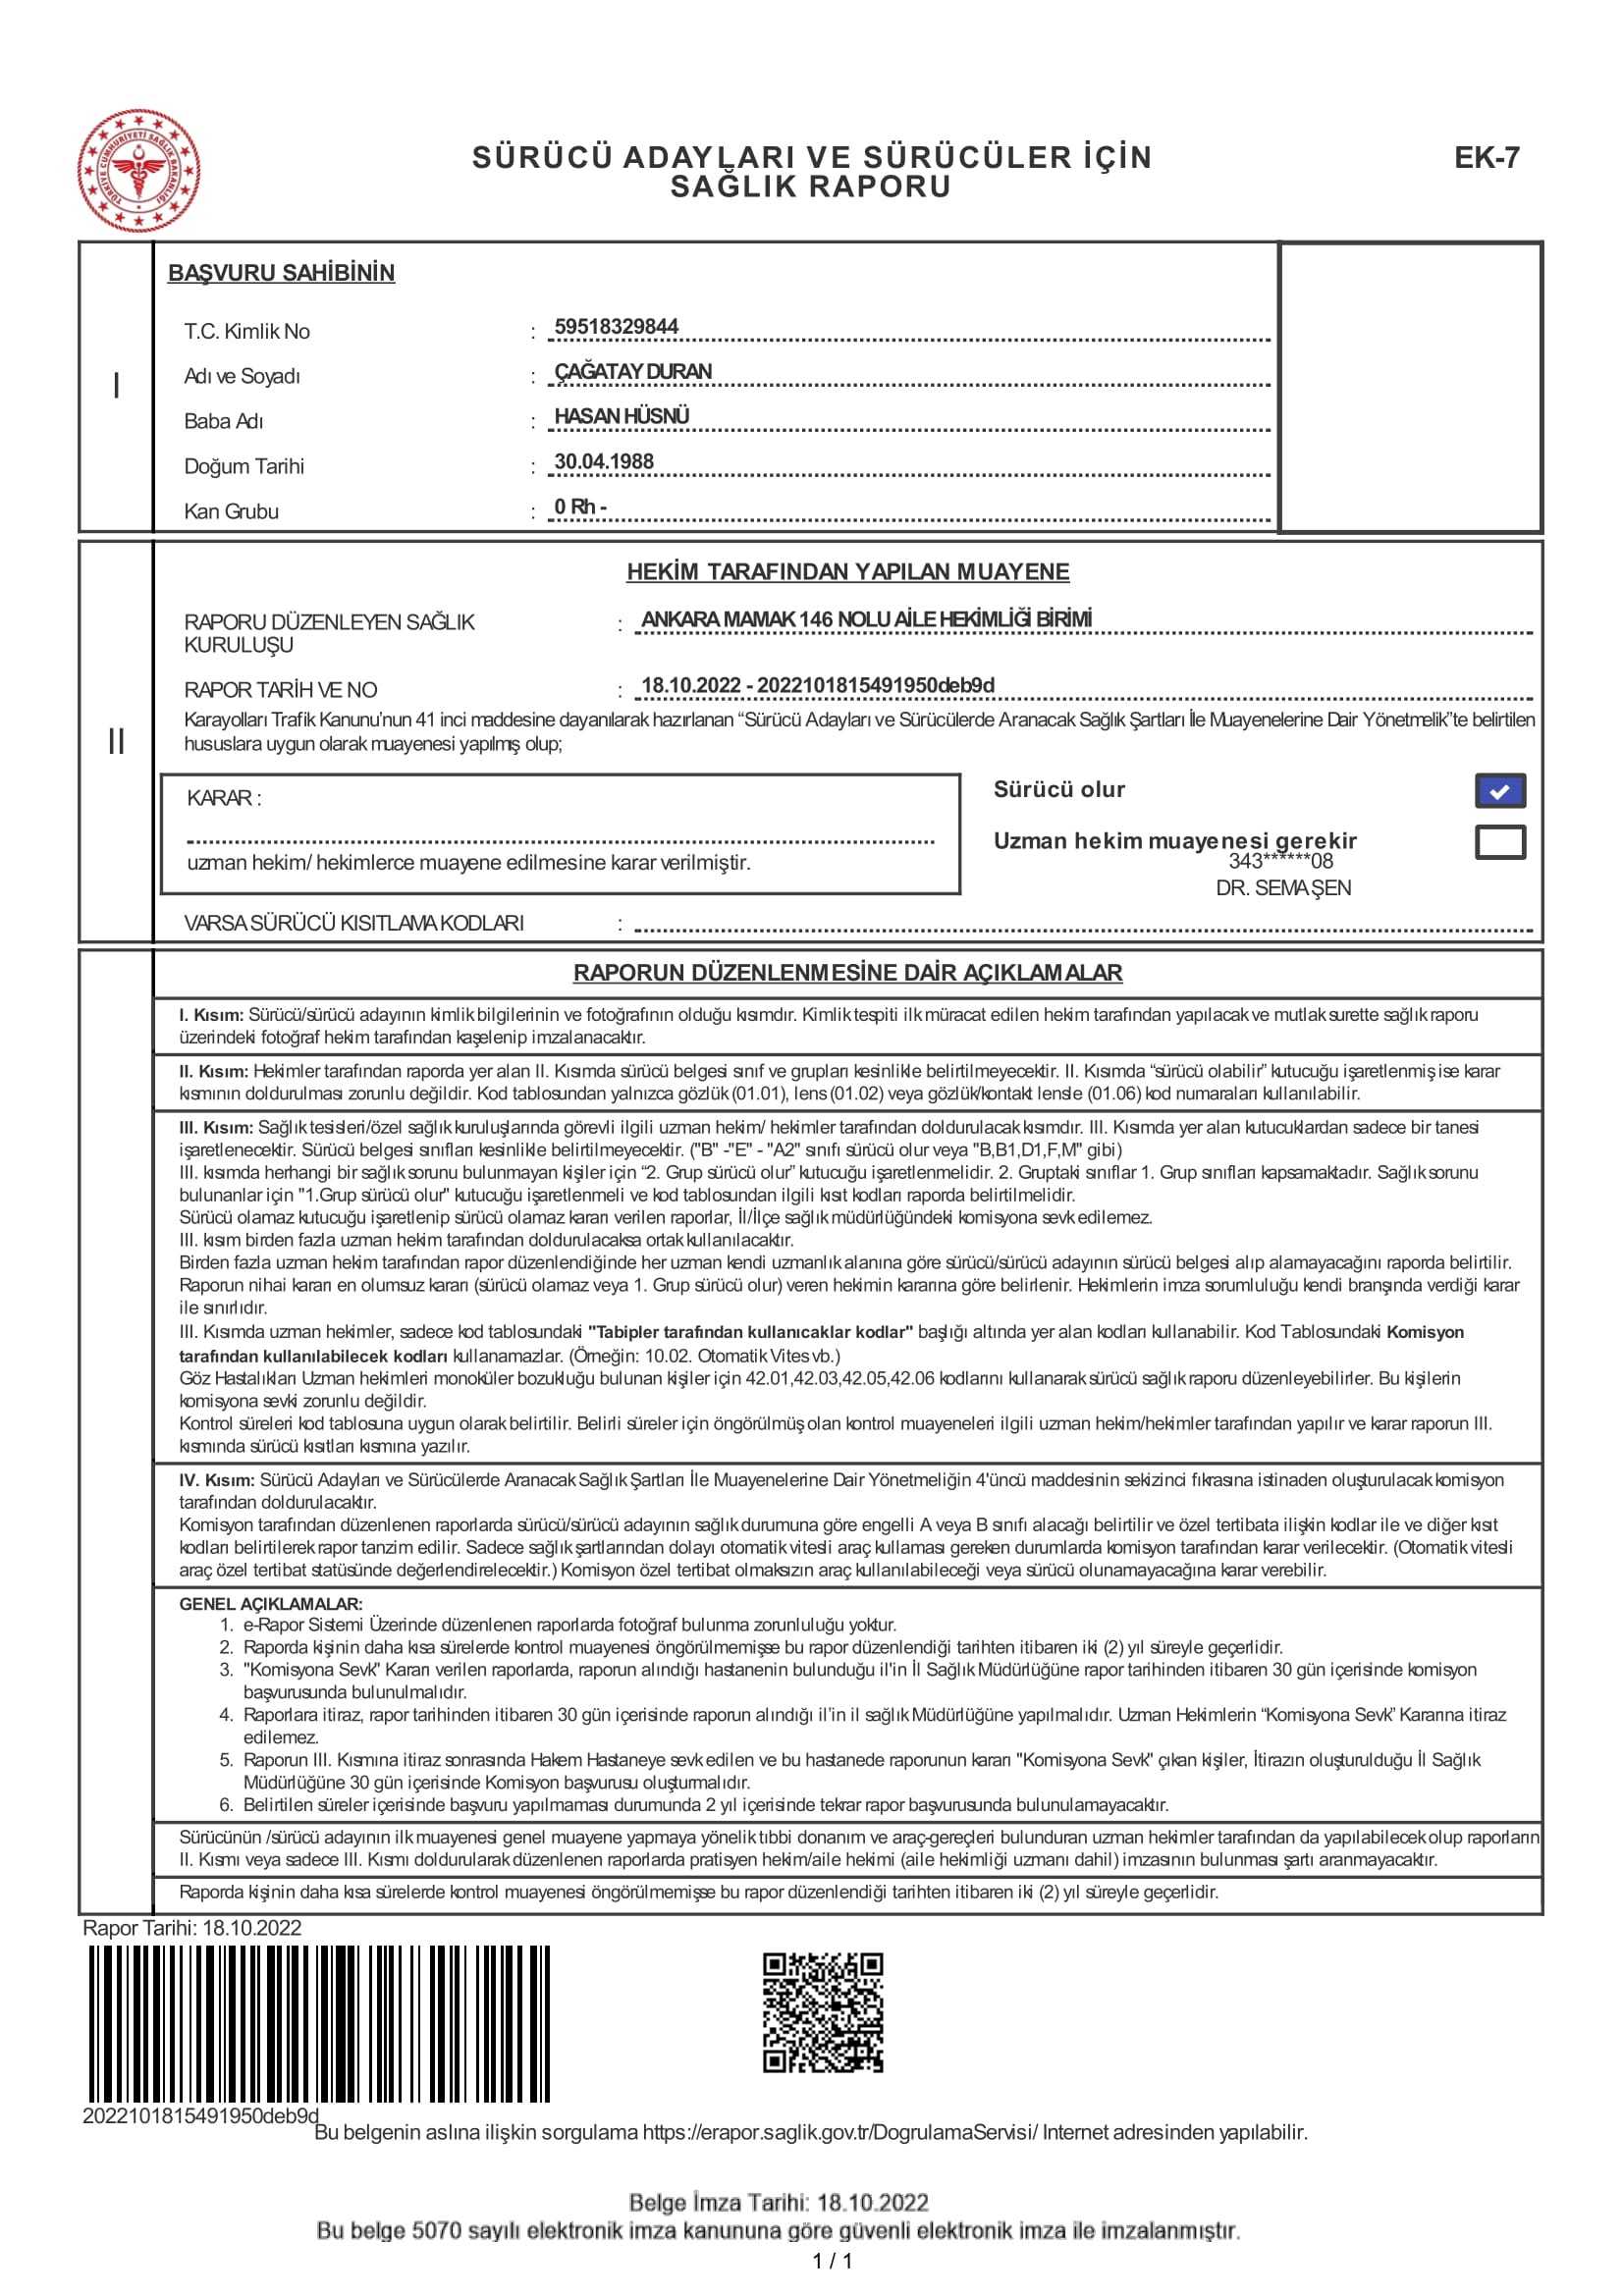 TÜRKİYE CUMHURİYETİ SAĞLIK BAKANLIĞI
SÜRÜCÜ ADAYLARI VE SÜRÜCÜLER İÇİN
SAĞLIK RAPORU
EK-7
I
BAŞVURU SAHİBİNİN
T.C. Kimlik No : 59518329844
Adı ve Soyadı : ÇAĞATAY DURAN
Baba Adı : HASAN HÜSNÜ
Doğum Tarihi : 30.04.1988
Kan Grubu : 0 Rh -
II
HEKİM TARAFINDAN YAPILAN MUAYENE
RAPORU DÜZENLEYEN SAĞLIK
KURULUŞU : ANKARA MAMAK 146 NOLU AİLE HEKİMLİĞİ BİRİMİ
RAPOR TARİH VE NO : 18.10.2022 - 2022101815491950deb9d
Karayolları Trafik Kanunu’nun 41 inci maddesine dayanılarak hazırlanan “Sürücü Adayları ve Sürücülerde Aranacak Sağlık Şartları İle Muayenelerine Dair Yönetmelik”te belirtilen
hususlara uygun olarak muayenesi yapılmış olup;
KARAR :
uzman hekim/ hekimlerce muayene edilmesine karar verilmiştir.
Sürücü olur
Uzman hekim muayenesi gerekir
343******08
DR. SEMA ŞEN
VARSA SÜRÜCÜ KISITLAMA KODLARI :
RAPORUN DÜZENLENMESİNE DAİR AÇIKLAMALAR
I. Kısım: Sürücü/sürücü adayının kimlik bilgilerinin ve fotoğrafının olduğu kısımdır. Kimlik tespiti ilk müracat edilen hekim tarafından yapılacak ve mutlak surette sağlık raporu
üzerindeki fotoğraf hekim tarafından kaşelenip imzalanacaktır.
II. Kısım: Hekimler tarafından raporda yer alan II. Kısımda sürücü belgesi sınıf ve grupları kesinlikle belirtilmeyecektir. II. Kısımda “sürücü olabilir” kutucuğu işaretlenmiş ise karar
kısmının doldurulması zorunlu değildir. Kod tablosundan yalnızca gözlük (01.01), lens (01.02) veya gözlük/kontakt lensle (01.06) kod numaraları kullanılabilir.
III. Kısım: Sağlık tesisleri/özel sağlık kuruluşlarında görevli ilgili uzman hekim/ hekimler tarafından doldurulacak kısımdır. III. Kısımda yer alan kutucuklardan sadece bir tanesi
işaretlenecektir. Sürücü belgesi sınıfları kesinlikle belirtilmeyecektir. ("B" -"E" - "A2" sınıfı sürücü olur veya "B,B1,D1,F,M" gibi)
III. kısımda herhangi bir sağlık sorunu bulunmayan kişiler için “2. Grup sürücü olur” kutucuğu işaretlenmelidir. 2. Gruptaki sınıflar 1. Grup sınıfları kapsamaktadır. Sağlık sorunu
bulunanlar için "1.Grup sürücü olur" kutucuğu işaretlenmeli ve kod tablosundan ilgili kısıt kodları raporda belirtilmelidir.
Sürücü olamaz kutucuğu işaretlenip sürücü olamaz kararı verilen raporlar, İl/İlçe sağlık müdürlüğündeki komisyona sevk edilemez.
III. kısım birden fazla uzman hekim tarafından doldurulacaksa ortak kullanılacaktır.
Birden fazla uzman hekim tarafından rapor düzenlendiğinde her uzman kendi uzmanlık alanına göre sürücü/sürücü adayının sürücü belgesi alıp alamayacağını raporda belirtilir.
Raporun nihai kararı en olumsuz kararı (sürücü olamaz veya 1. Grup sürücü olur) veren hekimin kararına göre belirlenir. Hekimlerin imza sorumluluğu kendi branşında verdiği karar
ile sınırlıdır.
III. Kısımda uzman hekimler, sadece kod tablosundaki "Tabipler tarafından kullanıcaklar kodlar" başlığı altında yer alan kodları kullanabilir. Kod Tablosundaki Komisyon
tarafından kullanılabilecek kodları kullanamazlar. (Örneğin: 10.02. Otomatik Vites vb.)
Göz Hastalıkları Uzman hekimleri monoküler bozukluğu bulunan kişiler için 42.01,42.03,42.05,42.06 kodlarını kullanarak sürücü sağlık raporu düzenleyebilirler. Bu kişilerin
komisyona sevki zorunlu değildir.
Kontrol süreleri kod tablosuna uygun olarak belirtilir. Belirli süreler için öngörülmüş olan kontrol muayeneleri ilgili uzman hekim/hekimler tarafından yapılır ve karar raporun III.
kısmında sürücü kısıtları kısmına yazılır.
IV. Kısım: Sürücü Adayları ve Sürücülerde Aranacak Sağlık Şartları İle Muayenelerine Dair Yönetmeliğin 4'üncü maddesinin sekizinci fıkrasına istinaden oluşturulacak komisyon
tarafından doldurulacaktır.
Komisyon tarafından düzenlenen raporlarda sürücü/sürücü adayının sağlık durumuna göre engelli A veya B sınıfı alacağı belirtilir ve özel tertibata ilişkin kodlar ile ve diğer kısıt
kodları belirtilerek rapor tanzim edilir. Sadece sağlık şartlarından dolayı otomatik vitesli araç kullaması gereken durumlarda komisyon tarafından karar verilecektir. (Otomatik vitesli
araç özel tertibat statüsünde değerlendirelecektir.) Komisyon özel tertibat olmaksızın araç kullanılabileceği veya sürücü olunamayacağına karar verebilir.
GENEL AÇIKLAMALAR:
1. e-Rapor Sistemi Üzerinde düzenlenen raporlarda fotoğraf bulunma zorunluluğu yoktur.
2. Raporda kişinin daha kısa sürelerde kontrol muayenesi öngörülmemişse bu rapor düzenlendiği tarihten itibaren iki (2) yıl süreyle geçerlidir.
3. "Komisyona Sevk" Kararı verilen raporlarda, raporun alındığı hastanenin bulunduğu il'in İl Sağlık Müdürlüğüne rapor tarihinden itibaren 30 gün içerisinde komisyon
başvurusunda bulunulmalıdır.
4. Raporlara itiraz, rapor tarihinden itibaren 30 gün içerisinde raporun alındığı il’in il sağlık Müdürlüğüne yapılmalıdır. Uzman Hekimlerin “Komisyona Sevk” Kararına itiraz
edilemez.
5. Raporun III. Kısmına itiraz sonrasında Hakem Hastaneye sevk edilen ve bu hastanede raporunun kararı "Komisyona Sevk" çıkan kişiler, İtirazın oluşturulduğu İl Sağlık
Müdürlüğüne 30 gün içerisinde Komisyon başvurusu oluşturmalıdır.
6. Belirtilen süreler içerisinde başvuru yapılmaması durumunda 2 yıl içerisinde tekrar rapor başvurusunda bulunulamayacaktır.
Sürücünün /sürücü adayının ilk muayenesi genel muayene yapmaya yönelik tıbbi donanım ve araç-gereçleri bulunduran uzman hekimler tarafından da yapılabilecek olup raporların
II. Kısmı veya sadece III. Kısmı doldurularak düzenlenen raporlarda pratisyen hekim/aile hekimi (aile hekimliği uzmanı dahil) imzasının bulunması şartı aranmayacaktır.
Raporda kişinin daha kısa sürelerde kontrol muayenesi öngörülmemişse bu rapor düzenlendiği tarihten itibaren iki (2) yıl süreyle geçerlidir.
Rapor Tarihi: 18.10.2022
2022101815491950deb9d
Bu belgenin aslına ilişkin sorgulama https://erapor.saglik.gov.tr/DogrulamaServisi/ Internet adresinden yapılabilir.
Belge İmza Tarihi: 18.10.2022
Bu belge 5070 sayılı elektronik imza kanununa göre güvenli elektronik imza ile imzalanmıştır.
1 / 1